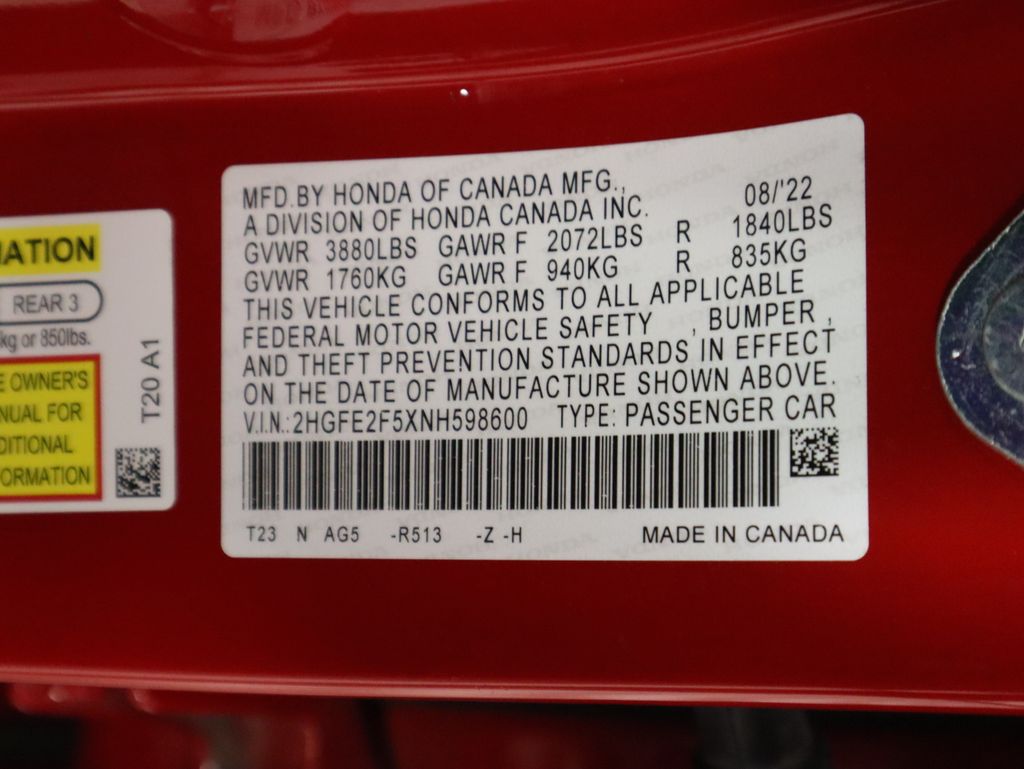 MFD.BY HONDA OF CANADA MFG.,
A DIVISION OF HONDA CANADA INC. 08/'22
GVWR 3880LBS GAWR F 2072LBS R 1840LBS
GVWR 1760KG GAWR F 940KG R 835KG
THIS VEHICLE CONFORMS TO ALL APPLICABLE
FEDERAL MOTOR VEHICLE SAFETY , BUMPER ,
AND THEFT PREVENTION STANDARDS IN EFFECT
ON THE DATE OF MANUFACTURE SHOWN ABOVE.
V.I.N.:2HGFE2F5XNH598600 TYPE: PASSENGER CAR
T23 N AG5 -R513 -Z -H MADE IN CANADA
MATION
REAR 3
kg or 850lbs.
E OWNER'S
NUAL FOR
DITIONAL
ORMATION
T20 A1